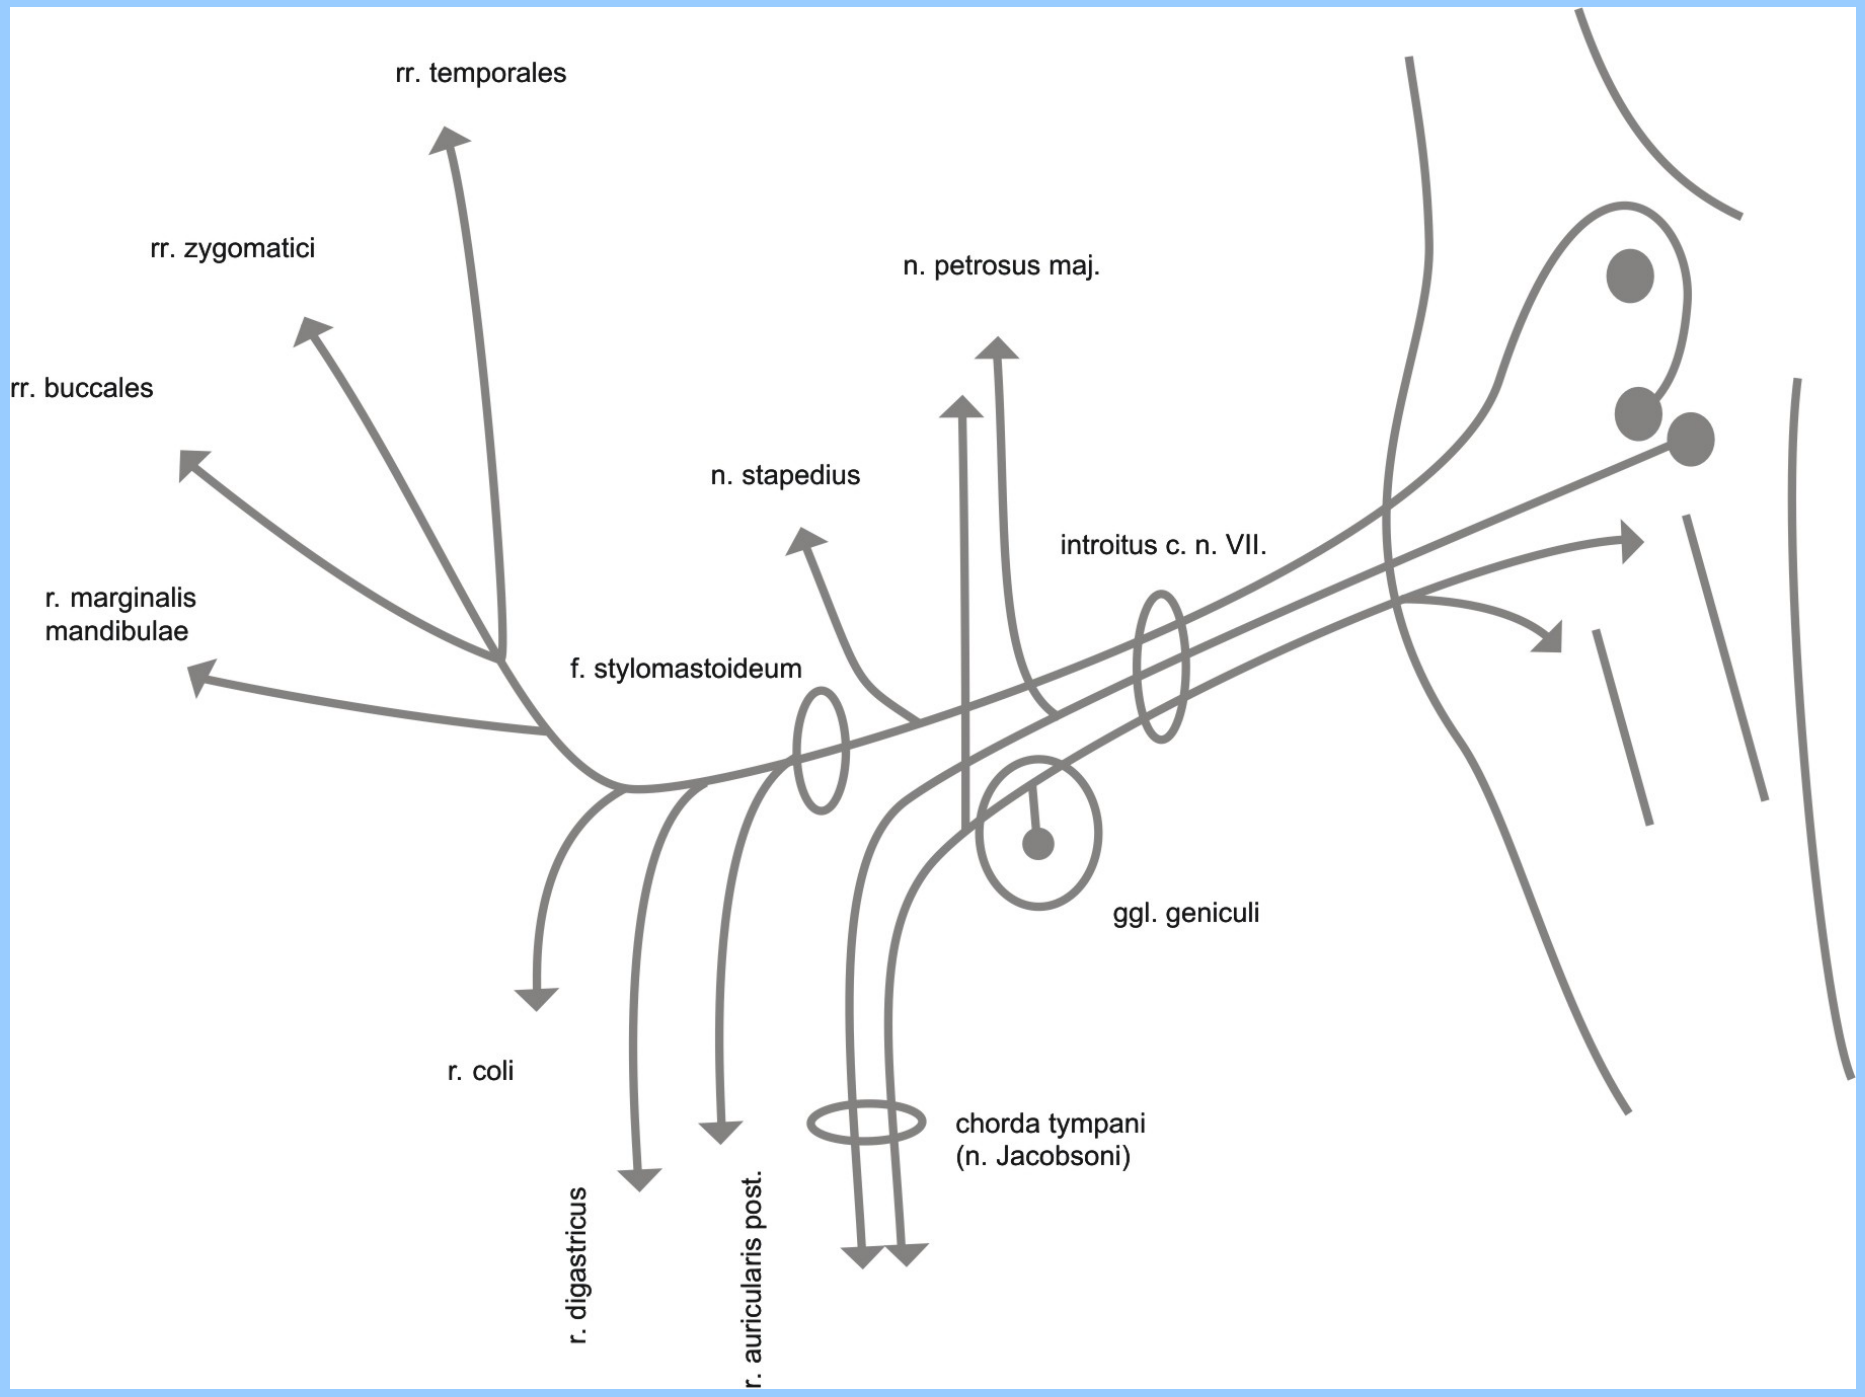 rr. temporales
rr. zygomatici
n. petrosus maj.
rr. buccales
n. stapedius
introitus c. n. VII.
r. marginalis
mandibulae
f. stylomastoideum
ggl. geniculi
r. coli
chorda tympani
(n. Jacobsoni)
r. digastricus
r. auricularis post.